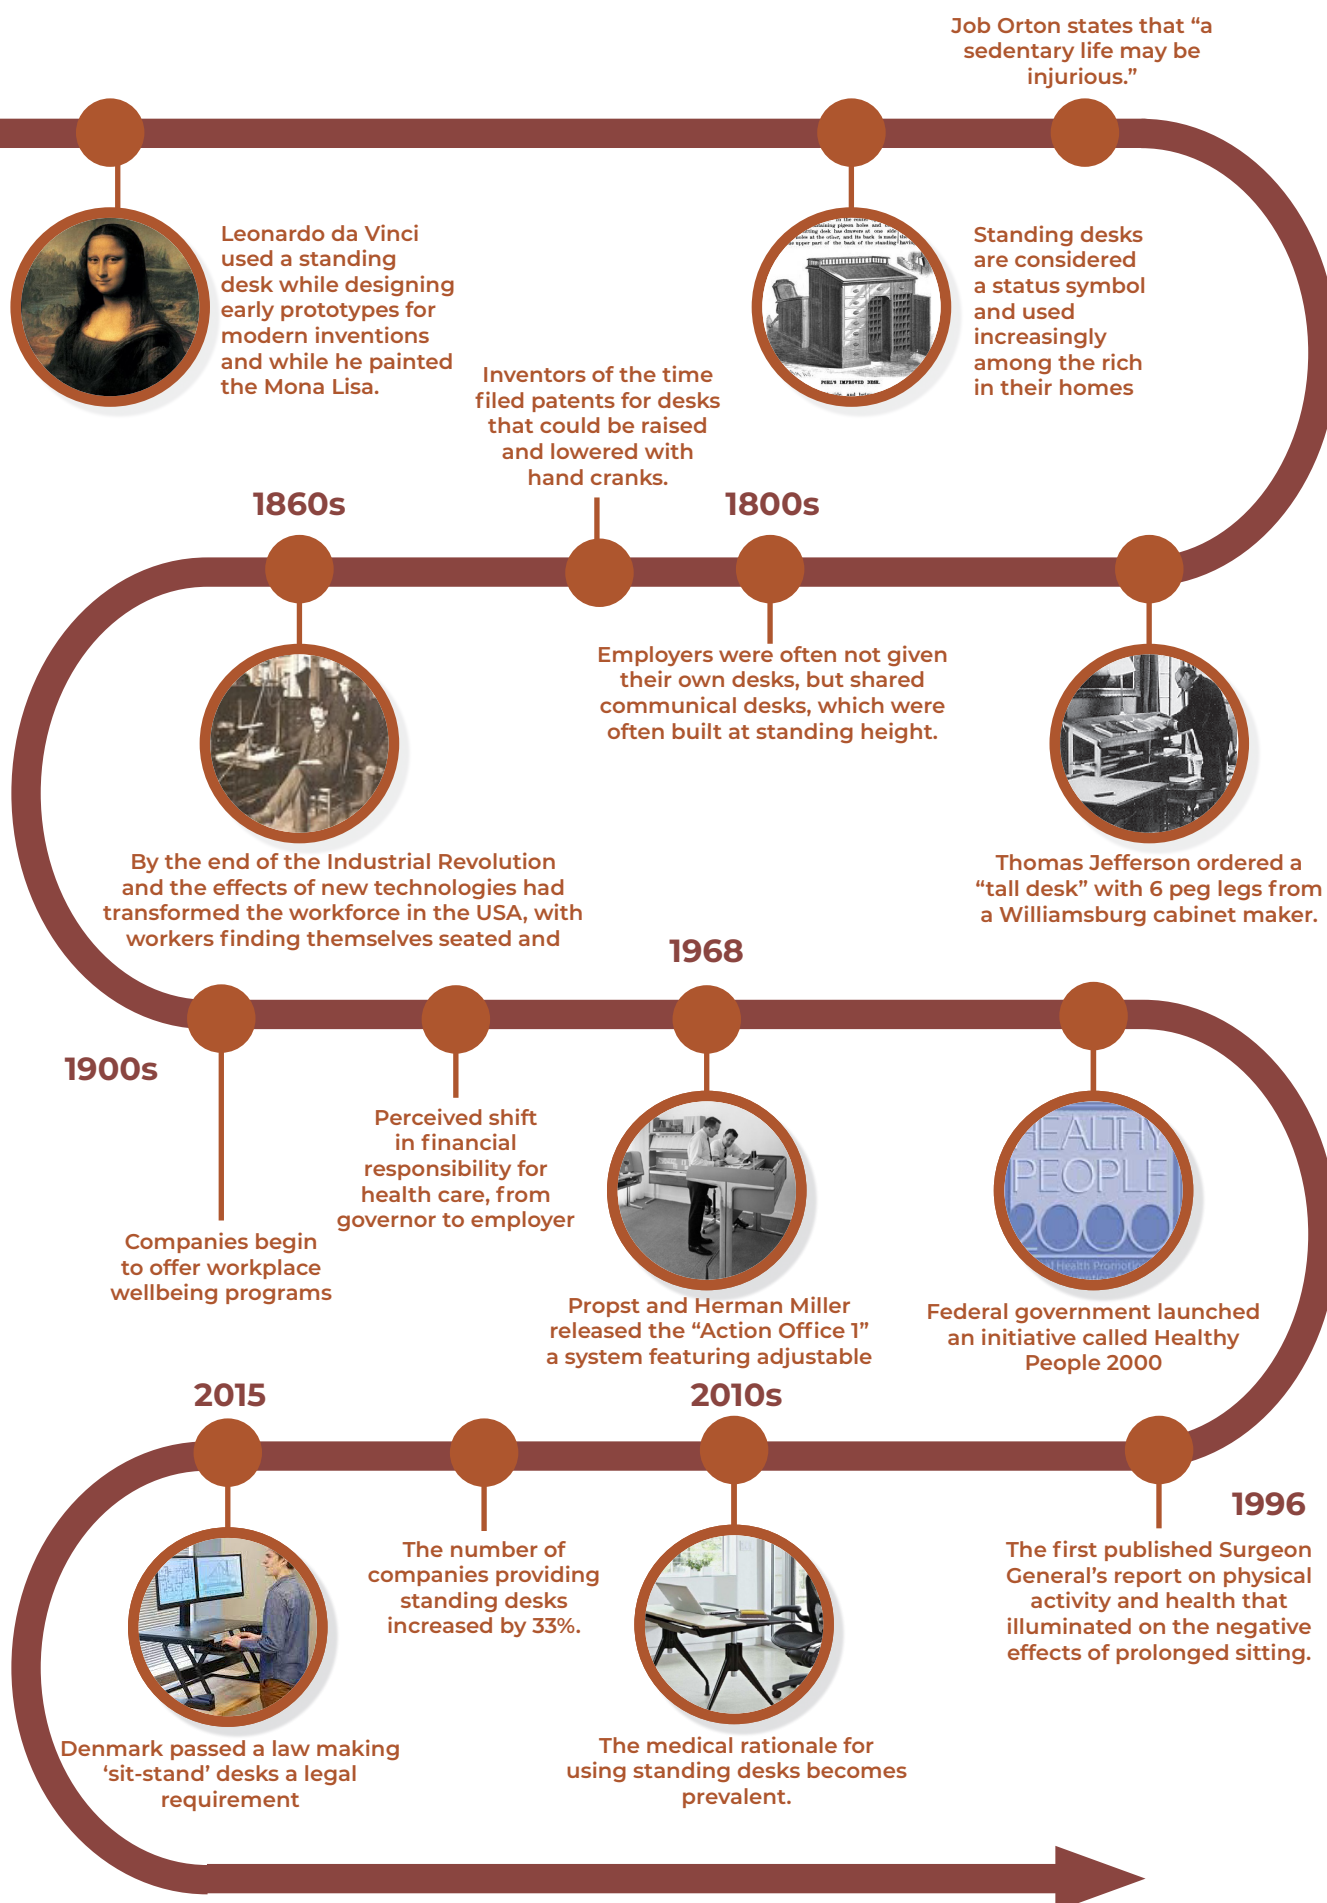 Job Orton states that “a
sedentary life may be
injurious.”
Leonardo da Vinci
used a standing
desk while designing
early prototypes for
modern inventions
and while he painted
the Mona Lisa.
Standing desks
are considered
a status symbol
and used
increasingly
among the rich
in their homes
POHL'S IMPROVED DESK.
Inventors of the time
filed patents for desks
that could be raised
and lowered with
hand cranks.
1860s
1800s
Employers were often not given
their own desks, but shared
communical desks, which were
often built at standing height.
By the end of the Industrial Revolution
and the effects of new technologies had
transformed the workforce in the USA, with
workers finding themselves seated and
Thomas Jefferson ordered a
“tall desk” with 6 peg legs from
a Williamsburg cabinet maker.
1968
1900s
Companies begin
to offer workplace
wellbeing programs
Perceived shift
in financial
responsibility for
health care, from
governor to employer
Propst and Herman Miller
released the “Action Office 1”
a system featuring adjustable
HEALTHY
PEOPLE
2000
Health Promotio
Federal government launched
an initiative called Healthy
People 2000
2015
2010s
1996
The first published Surgeon
General’s report on physical
activity and health that
illuminated on the negative
effects of prolonged sitting.
The number of
companies providing
standing desks
increased by 33%.
Denmark passed a law making
‘sit-stand’ desks a legal
requirement
The medical rationale for
using standing desks becomes
prevalent.